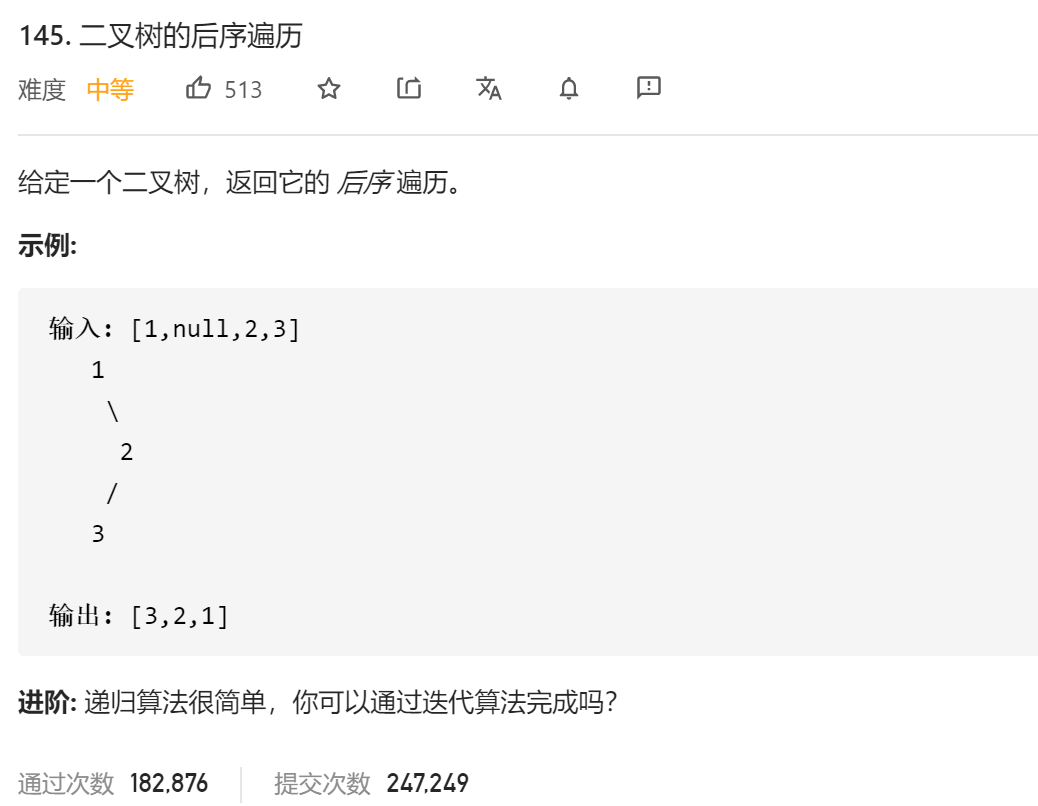 145. 二叉树的后序遍历
难度 中等 513
给定一个二叉树，返回它的 后序 遍历。
示例:
输入: [1,null,2,3]
1
\
2
/
3
输出: [3,2,1]
进阶: 递归算法很简单，你可以通过迭代算法完成吗？
通过次数 182,876 提交次数 247,249